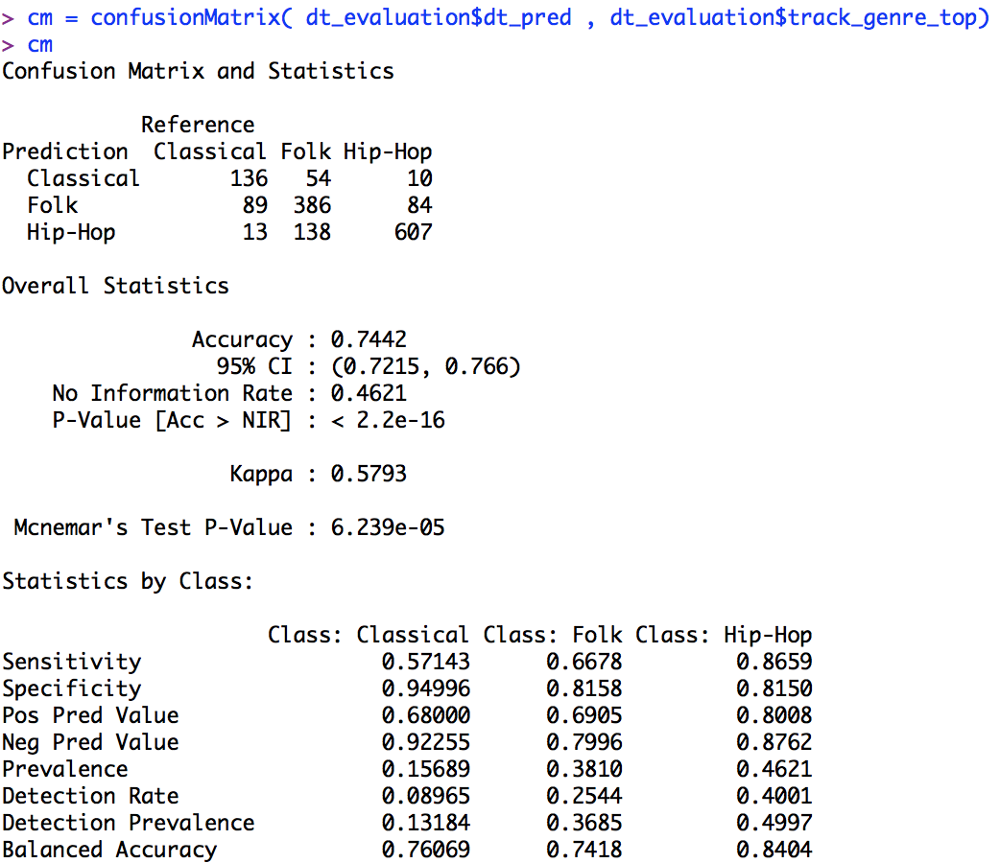 > cm = confusionMatrix( dt_evaluation$dt_pred , dt_evaluation$track_genre_top)
> cm
Confusion Matrix and Statistics
Reference
Prediction Classical Folk Hip-Hop
Classical 136 54 10
Folk 89 386 84
Hip-Hop 13 138 607
Overall Statistics
Accuracy : 0.7442
95% CI : (0.7215, 0.766)
No Information Rate : 0.4621
P-Value [Acc > NIR] : < 2.2e-16
Kappa : 0.5793
Mcnemar's Test P-Value : 6.239e-05
Statistics by Class:
Class: Classical Class: Folk Class: Hip-Hop
Sensitivity 0.57143 0.6678 0.8659
Specificity 0.94996 0.8158 0.8150
Pos Pred Value 0.68000 0.6905 0.8008
Neg Pred Value 0.92255 0.7996 0.8762
Prevalence 0.15689 0.3810 0.4621
Detection Rate 0.08965 0.2544 0.4001
Detection Prevalence 0.13184 0.3685 0.4997
Balanced Accuracy 0.76069 0.7418 0.8404